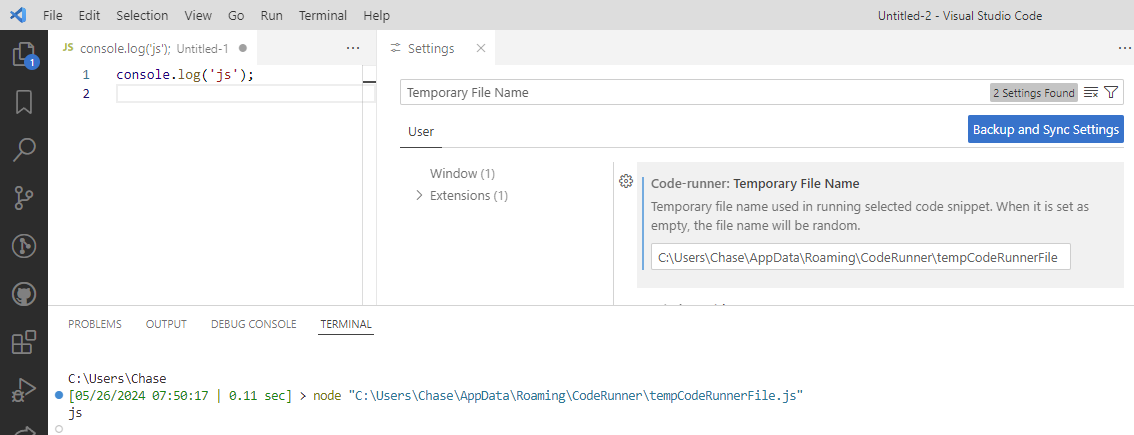 File Edit Selection View Go Run Terminal Help Untitled-2 - Visual Studio Code
JS console.log('js'); Untitled-1 ● ···
1 console.log('js');
2
Settings × ···
Temporary File Name 2 Settings Found
User Backup and Sync Settings
Window (1)
Extensions (1)
Code-runner: Temporary File Name
Temporary file name used in running selected code snippet. When it is set as
empty, the file name will be random.
C:\Users\Chase\AppData\Roaming\CodeRunner\tempCodeRunnerFile
1
PROBLEMS OUTPUT DEBUG CONSOLE TERMINAL
C:\Users\Chase
[05/26/2024 07:50:17 | 0.11 sec] > node "C:\Users\Chase\AppData\Roaming\CodeRunner\tempCodeRunnerFile.js"
js